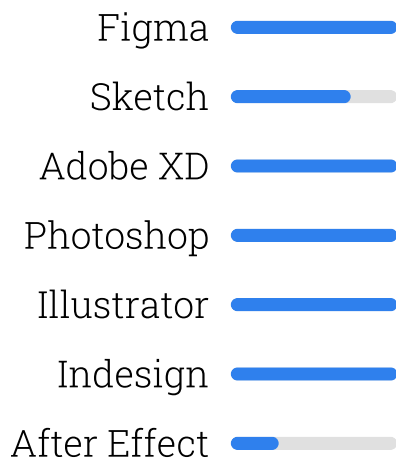 Figma
Sketch
Adobe XD
Photoshop
Illustrator
Indesign
After Effect